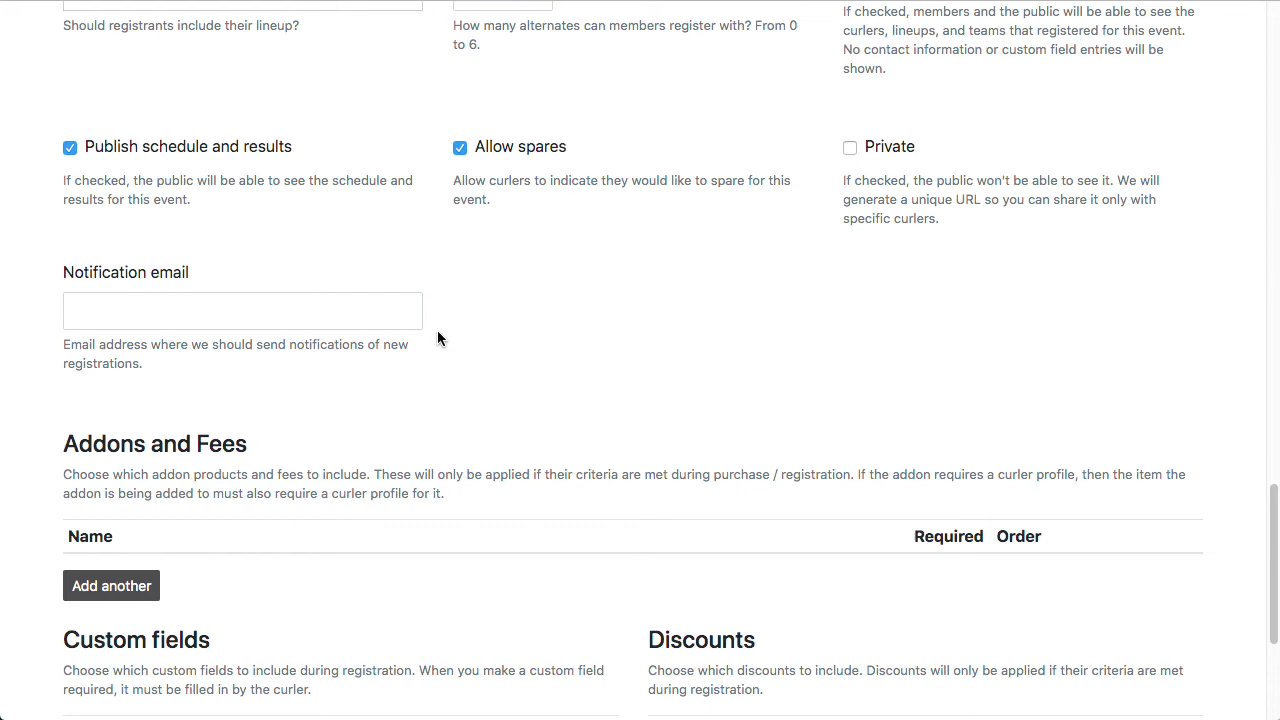 Should registrants include their lineup?
How many alternates can members register with? From 0
to 6.
If checked, members and the public will be able to see the
curlers, lineups, and teams that registered for this event.
No contact information or custom field entries will be
shown.
Publish schedule and results
If checked, the public will be able to see the schedule and
results for this event.
Allow spares
Allow curlers to indicate they would like to spare for this
event.
Private
If checked, the public won't be able to see it. We will
generate a unique URL so you can share it only with
specific curlers.
Notification email
Email address where we should send notifications of new
registrations.
Addons and Fees
Choose which addon products and fees to include. These will only be applied if their criteria are met during purchase / registration. If the addon requires a curler profile, then the item the
addon is being added to must also require a curler profile for it.
Name Required Order
Add another
Custom fields
Choose which custom fields to include during registration. When you make a custom field
required, it must be filled in by the curler.
Discounts
Choose which discounts to include. Discounts will only be applied if their criteria are met
during registration.